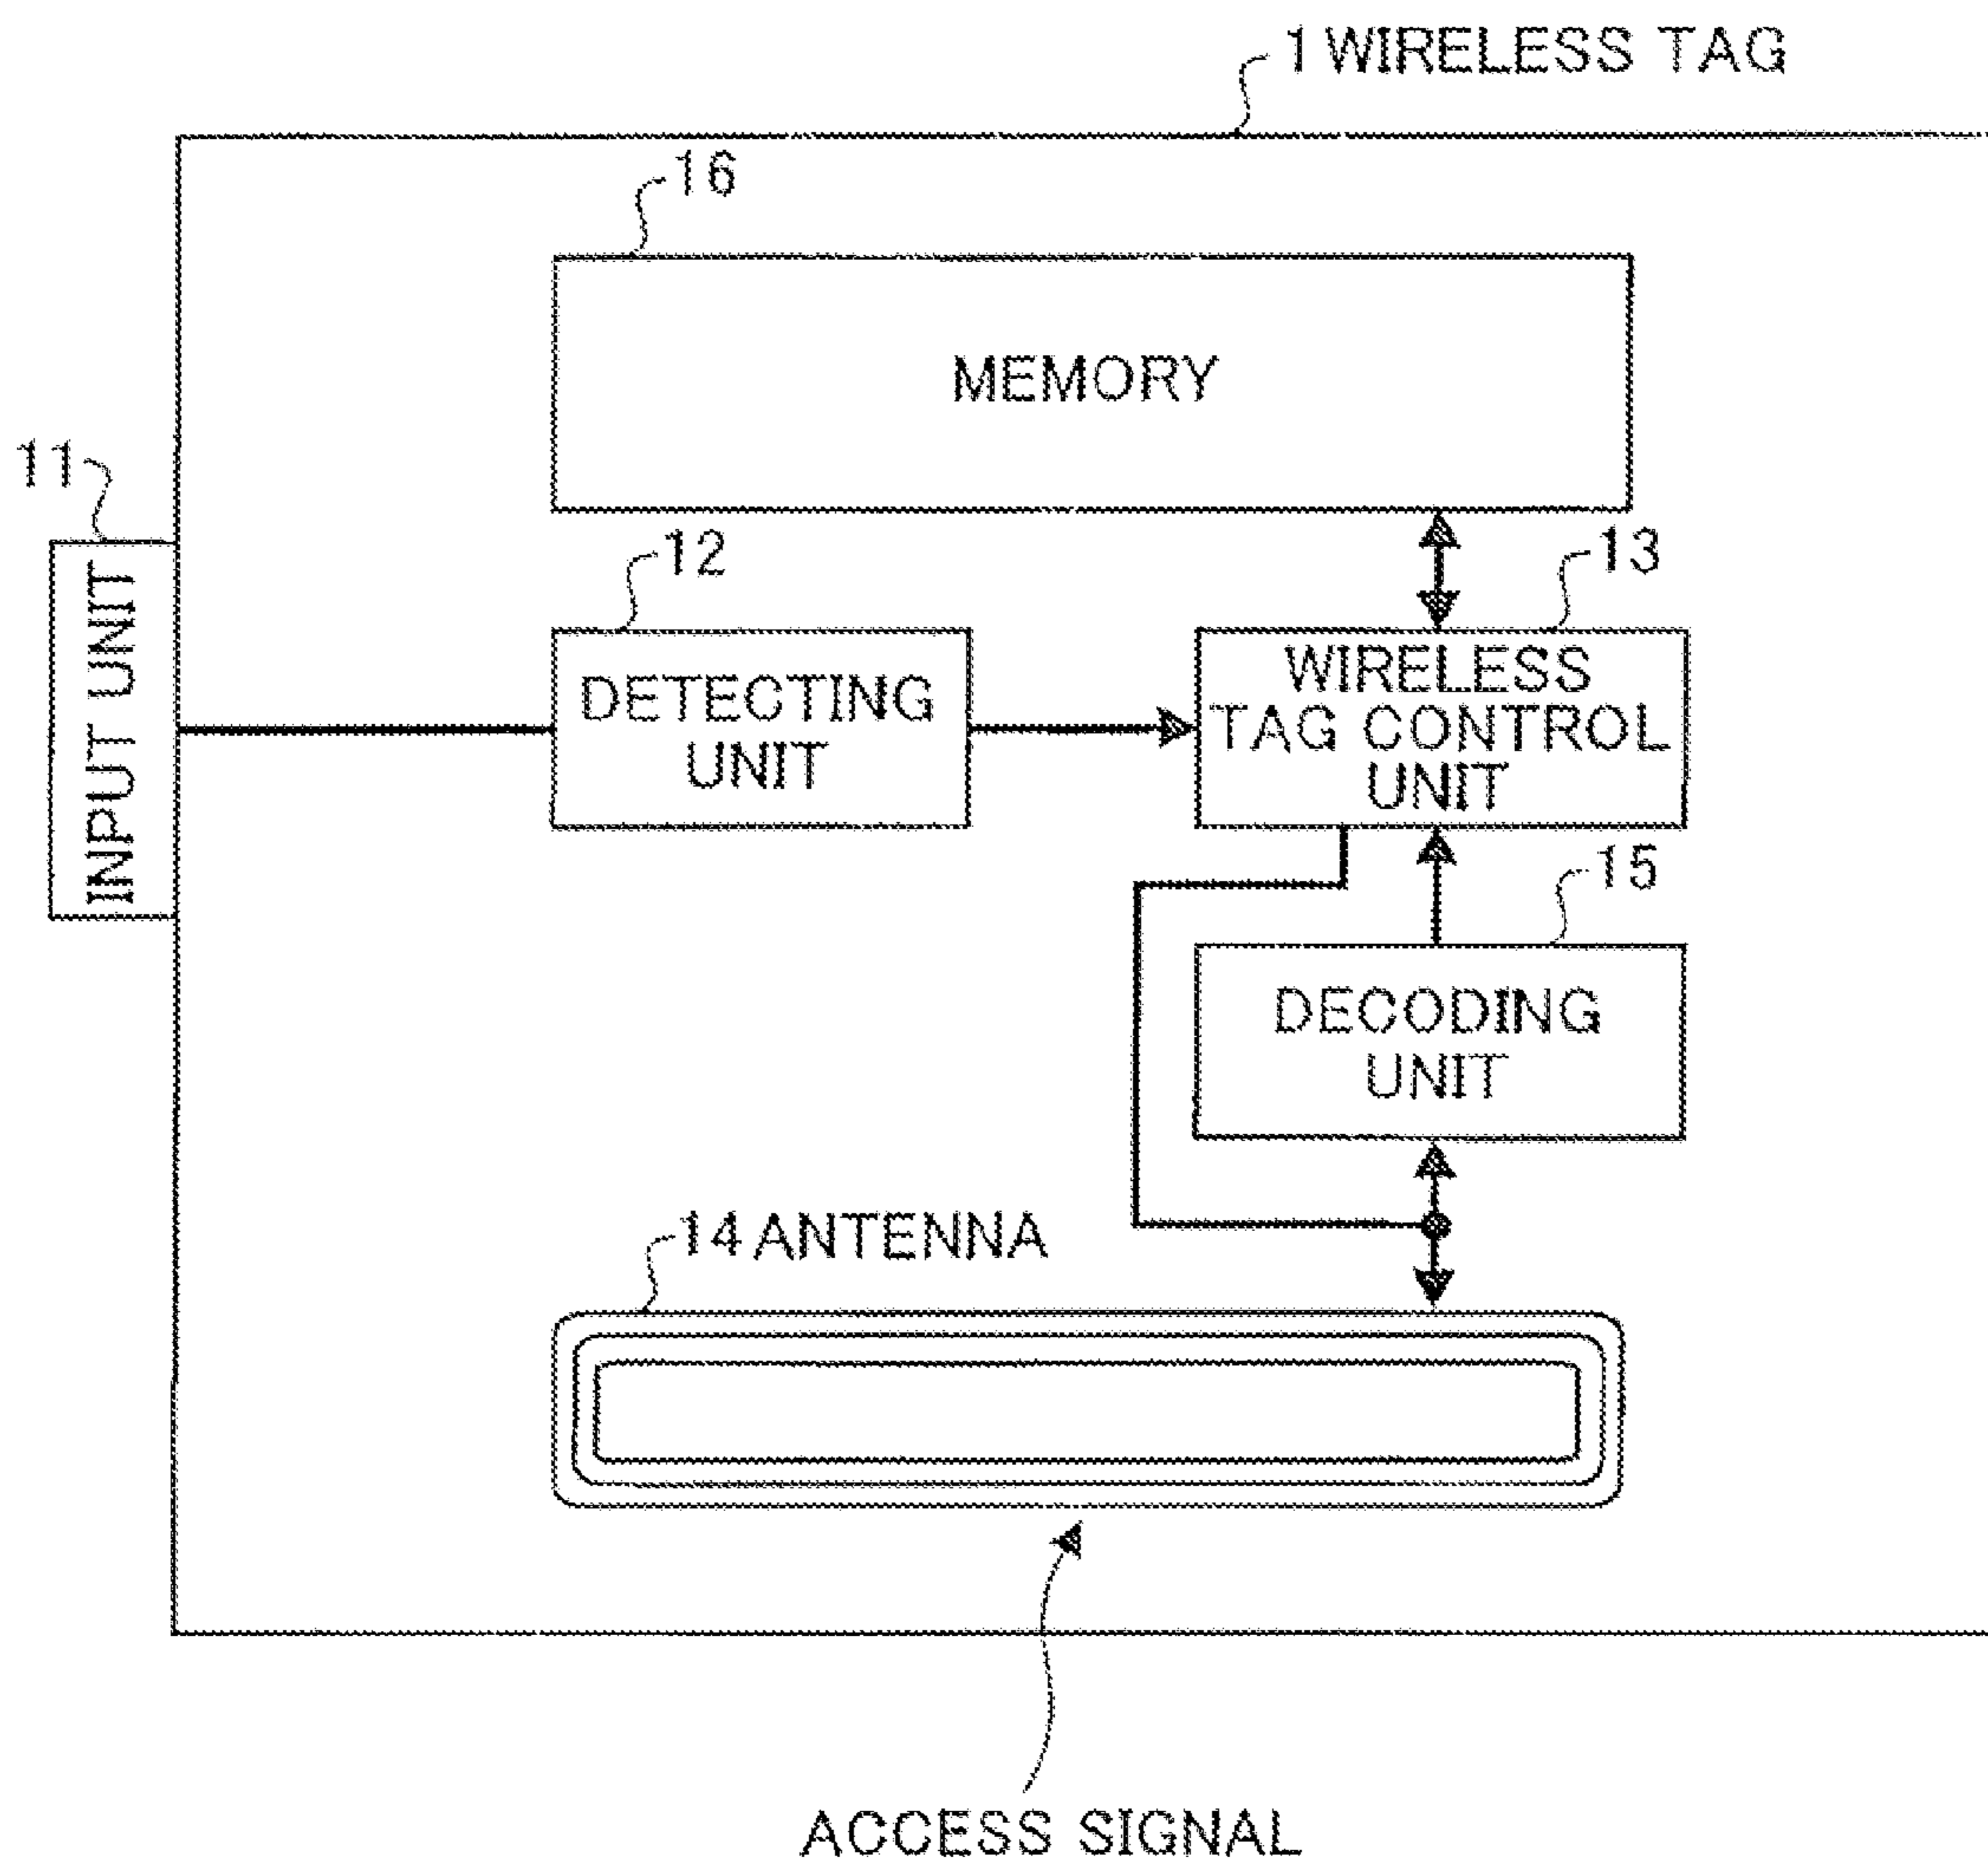 1 WIRELESS TAG
16
MEMORY
11
INPUT UNIT
12
DETECTING
UNIT
13
WIRELESS
TAG CONTROL
UNIT
15
DECODING
UNIT
14 ANTENNA
ACCESS SIGNAL